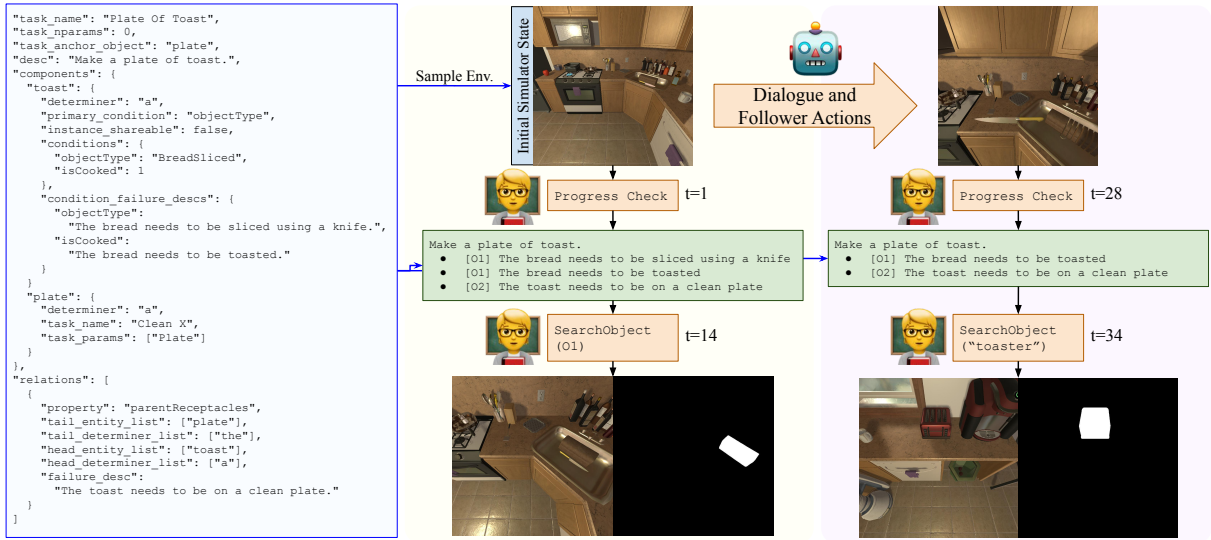 "task_name": "Plate Of Toast",
"task_nparams": 0,
"task_anchor_object": "plate",
"desc": "Make a plate of toast.",
"components": {
"toast": {
"determiner": "a",
"primary_condition": "objectType",
"instance_shareable": false,
"conditions": {
"objectType": "BreadSliced",
"isCooked": 1
},
"condition_failure_descs": {
"objectType":
"The bread needs to be sliced using a knife.",
"isCooked":
"The bread needs to be toasted."
}
}
"plate": {
"determiner": "a",
"task_name": "Clean X",
"task_params": ["Plate"]
}
},
"relations": [
{
"property": "parentReceptacles",
"tail_entity_list": ["plate"],
"tail_determiner_list": ["the"],
"head_entity_list": ["toast"],
"head_determiner_list": ["a"],
"failure_desc":
"The toast needs to be on a clean plate."
}
]
Sample Env.
Initial Simulator State
Dialogue and
Follower Actions
Progress Check
t=1
Make a plate of toast.
● [O1] The bread needs to be sliced using a knife
● [O1] The bread needs to be toasted
● [O2] The toast needs to be on a clean plate
SearchObject
(O1)
t=14
Progress Check
t=28
Make a plate of toast.
● [O1] The bread needs to be toasted
● [O2] The toast needs to be on a clean plate
SearchObject
("toaster")
t=34